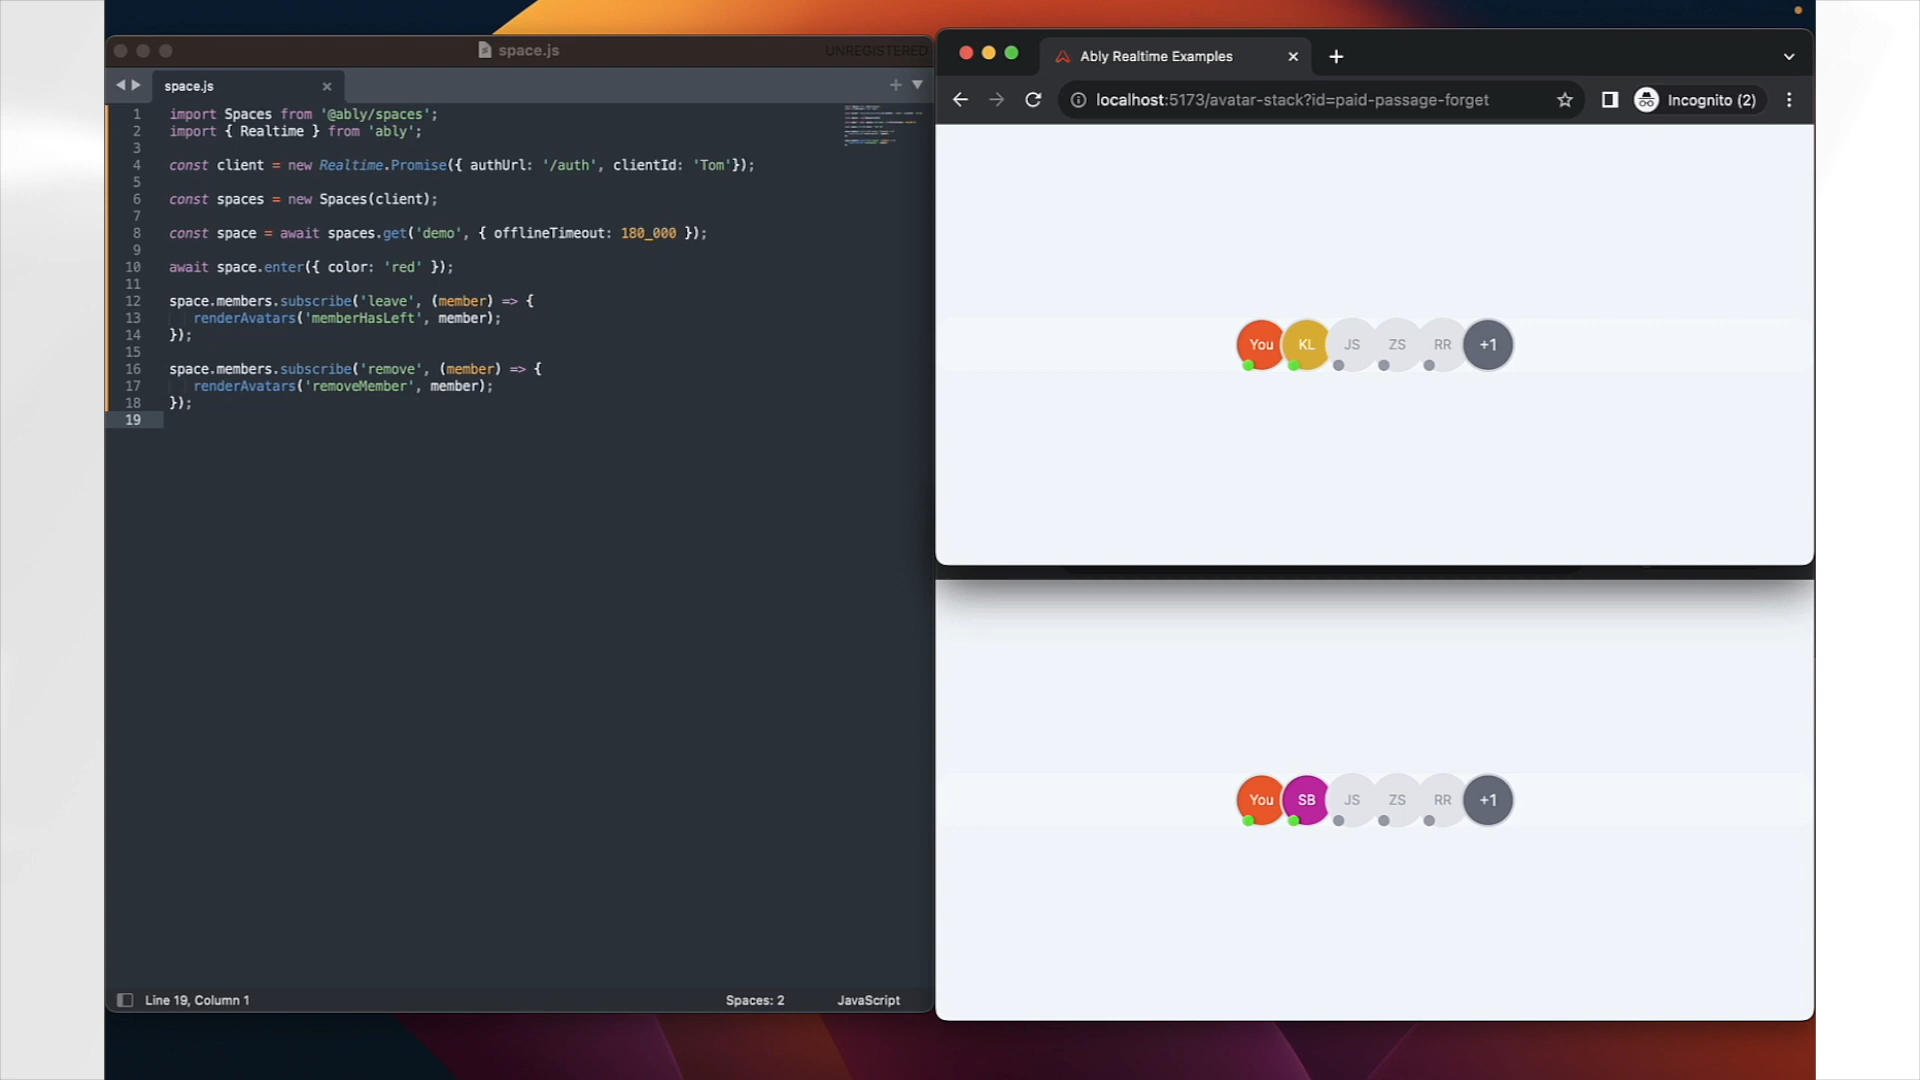 space.js
UNREGISTERED
space.js
1 import Spaces from '@ably/spaces';
2 import { Realtime } from 'ably';
3
4 const client = new Realtime.Promise({ authUrl: '/auth', clientId: 'Tom'});
5
6 const spaces = new Spaces(client);
7
8 const space = await spaces.get('demo', { offlineTimeout: 180_000 });
9
10 await space.enter({ color: 'red' });
11
12 space.members.subscribe('leave', (member) => {
13 renderAvatars('memberHasLeft', member);
14 });
15
16 space.members.subscribe('remove', (member) => {
17 renderAvatars('removeMember', member);
18 });
19
Line 19, Column 1
Spaces: 2
JavaScript
Ably Realtime Examples
localhost:5173/avatar-stack?id=paid-passage-forget
Incognito (2)
You KL JS ZS RR +1
You SB JS ZS RR +1